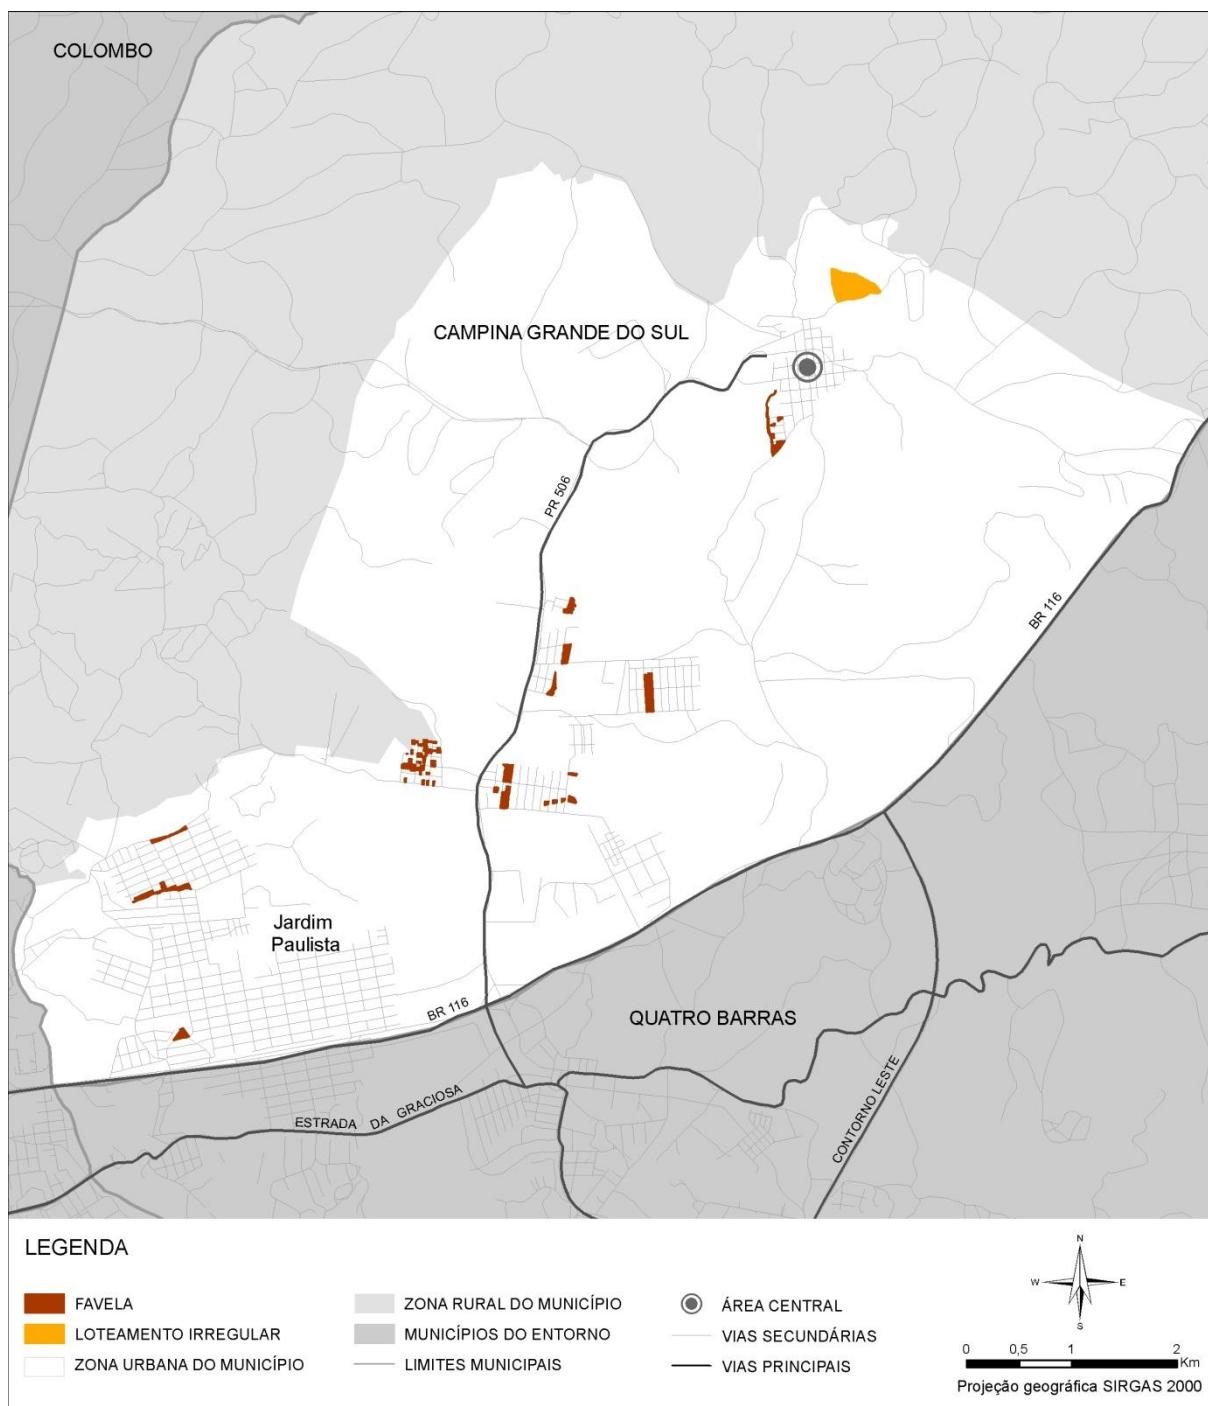 COLOMBO
CAMPINA GRANDE DO SUL
PR 506
BR 116
Jardim
Paulista
BR 116
QUATRO BARRAS
ESTRADA DA GRACIOSA
CONTORNO LESTE
LEGENDA
FAVELA
LOTEAMENTO IRREGULAR
ZONA URBANA DO MUNICÍPIO
ZONA RURAL DO MUNICÍPIO
MUNICÍPIOS DO ENTORNO
LIMITES MUNICIPAIS
ÁREA CENTRAL
VIAS SECUNDÁRIAS
VIAS PRINCIPAIS
N
W E
S
0 0,5 1 2
Km
Projeção geográfica SIRGAS 2000